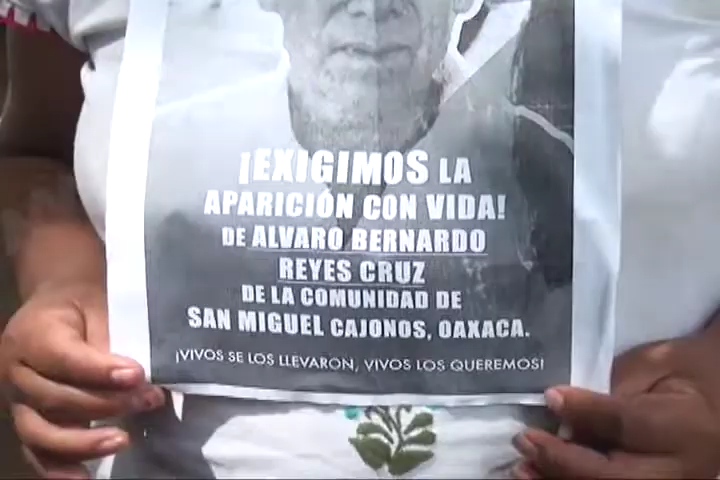 ¡EXIGIMOS LA
APARICIÓN CON VIDA!
DE ALVARO BERNARDO
REYES CRUZ
DE LA COMUNIDAD DE
SAN MIGUEL CAJONOS, OAXACA.
¡VIVOS SE LOS LLEVARON, VIVOS LOS QUEREMOS!